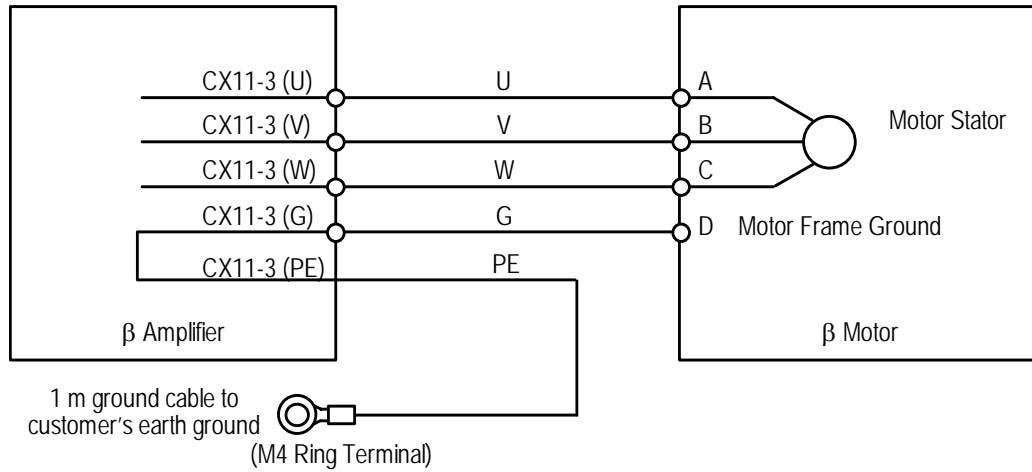 CX11-3 (U) U A
CX11-3 (V) V B Motor Stator
CX11-3 (W) W C
CX11-3 (G) G D Motor Frame Ground
CX11-3 (PE) PE
β Amplifier β Motor
1 m ground cable to
customer's earth ground
(M4 Ring Terminal)